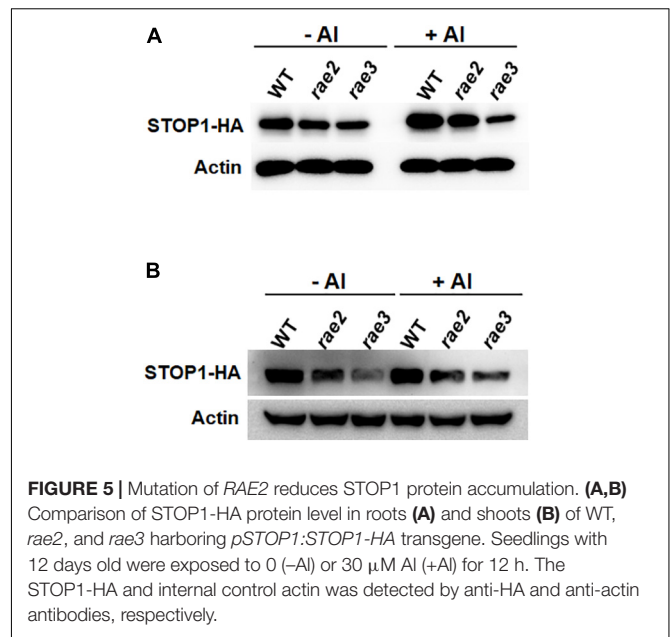 A
- Al + Al
WT rae2 rae3 WT rae2 rae3
STOP1-HA
Actin
B
- Al + Al
WT rae2 rae3 WT rae2 rae3
STOP1-HA
Actin
FIGURE 5 | Mutation of RAE2 reduces STOP1 protein accumulation. (A,B)
Comparison of STOP1-HA protein level in roots (A) and shoots (B) of WT,
rae2, and rae3 harboring pSTOP1:STOP1-HA transgene. Seedlings with
12 days old were exposed to 0 (–Al) or 30 μM Al (+Al) for 12 h. The
STOP1-HA and internal control actin was detected by anti-HA and anti-actin
antibodies, respectively.